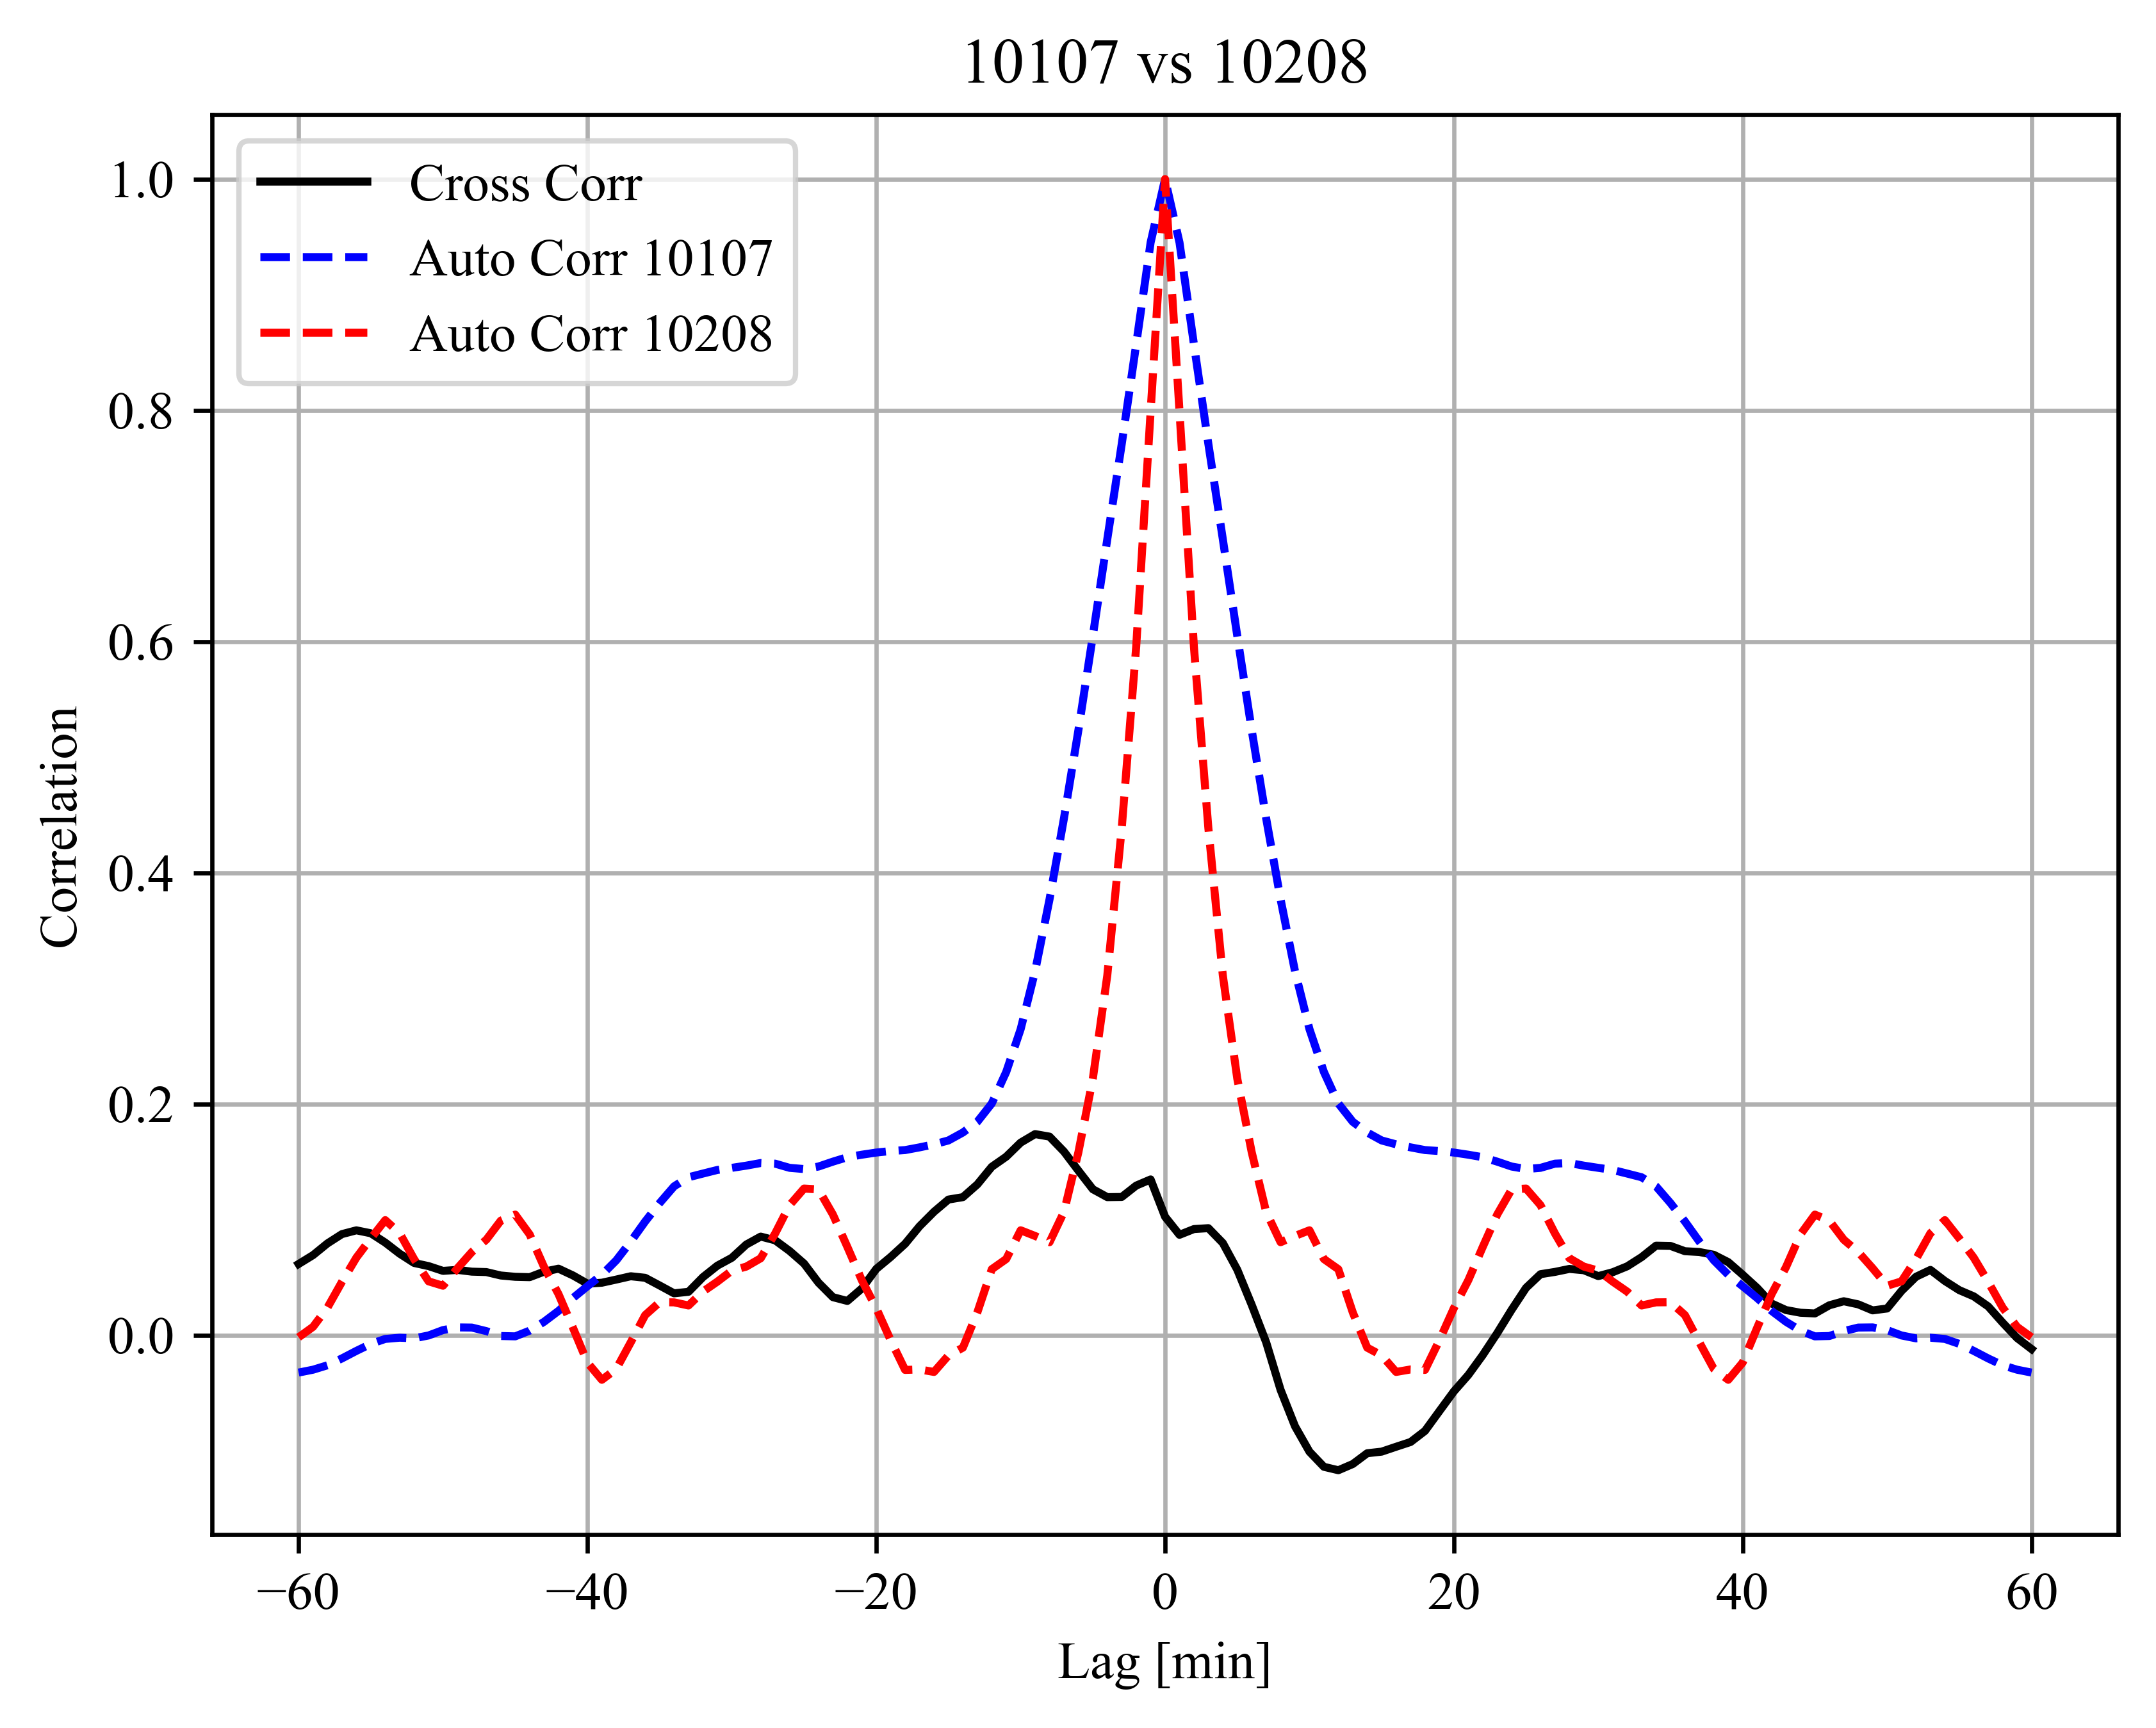 10107 vs 10208
Cross Corr
Auto Corr 10107
Auto Corr 10208
1.0
0.8
0.6
0.4
0.2
0.0
Correlation
−60 −40 −20 0 20 40 60
Lag [min]